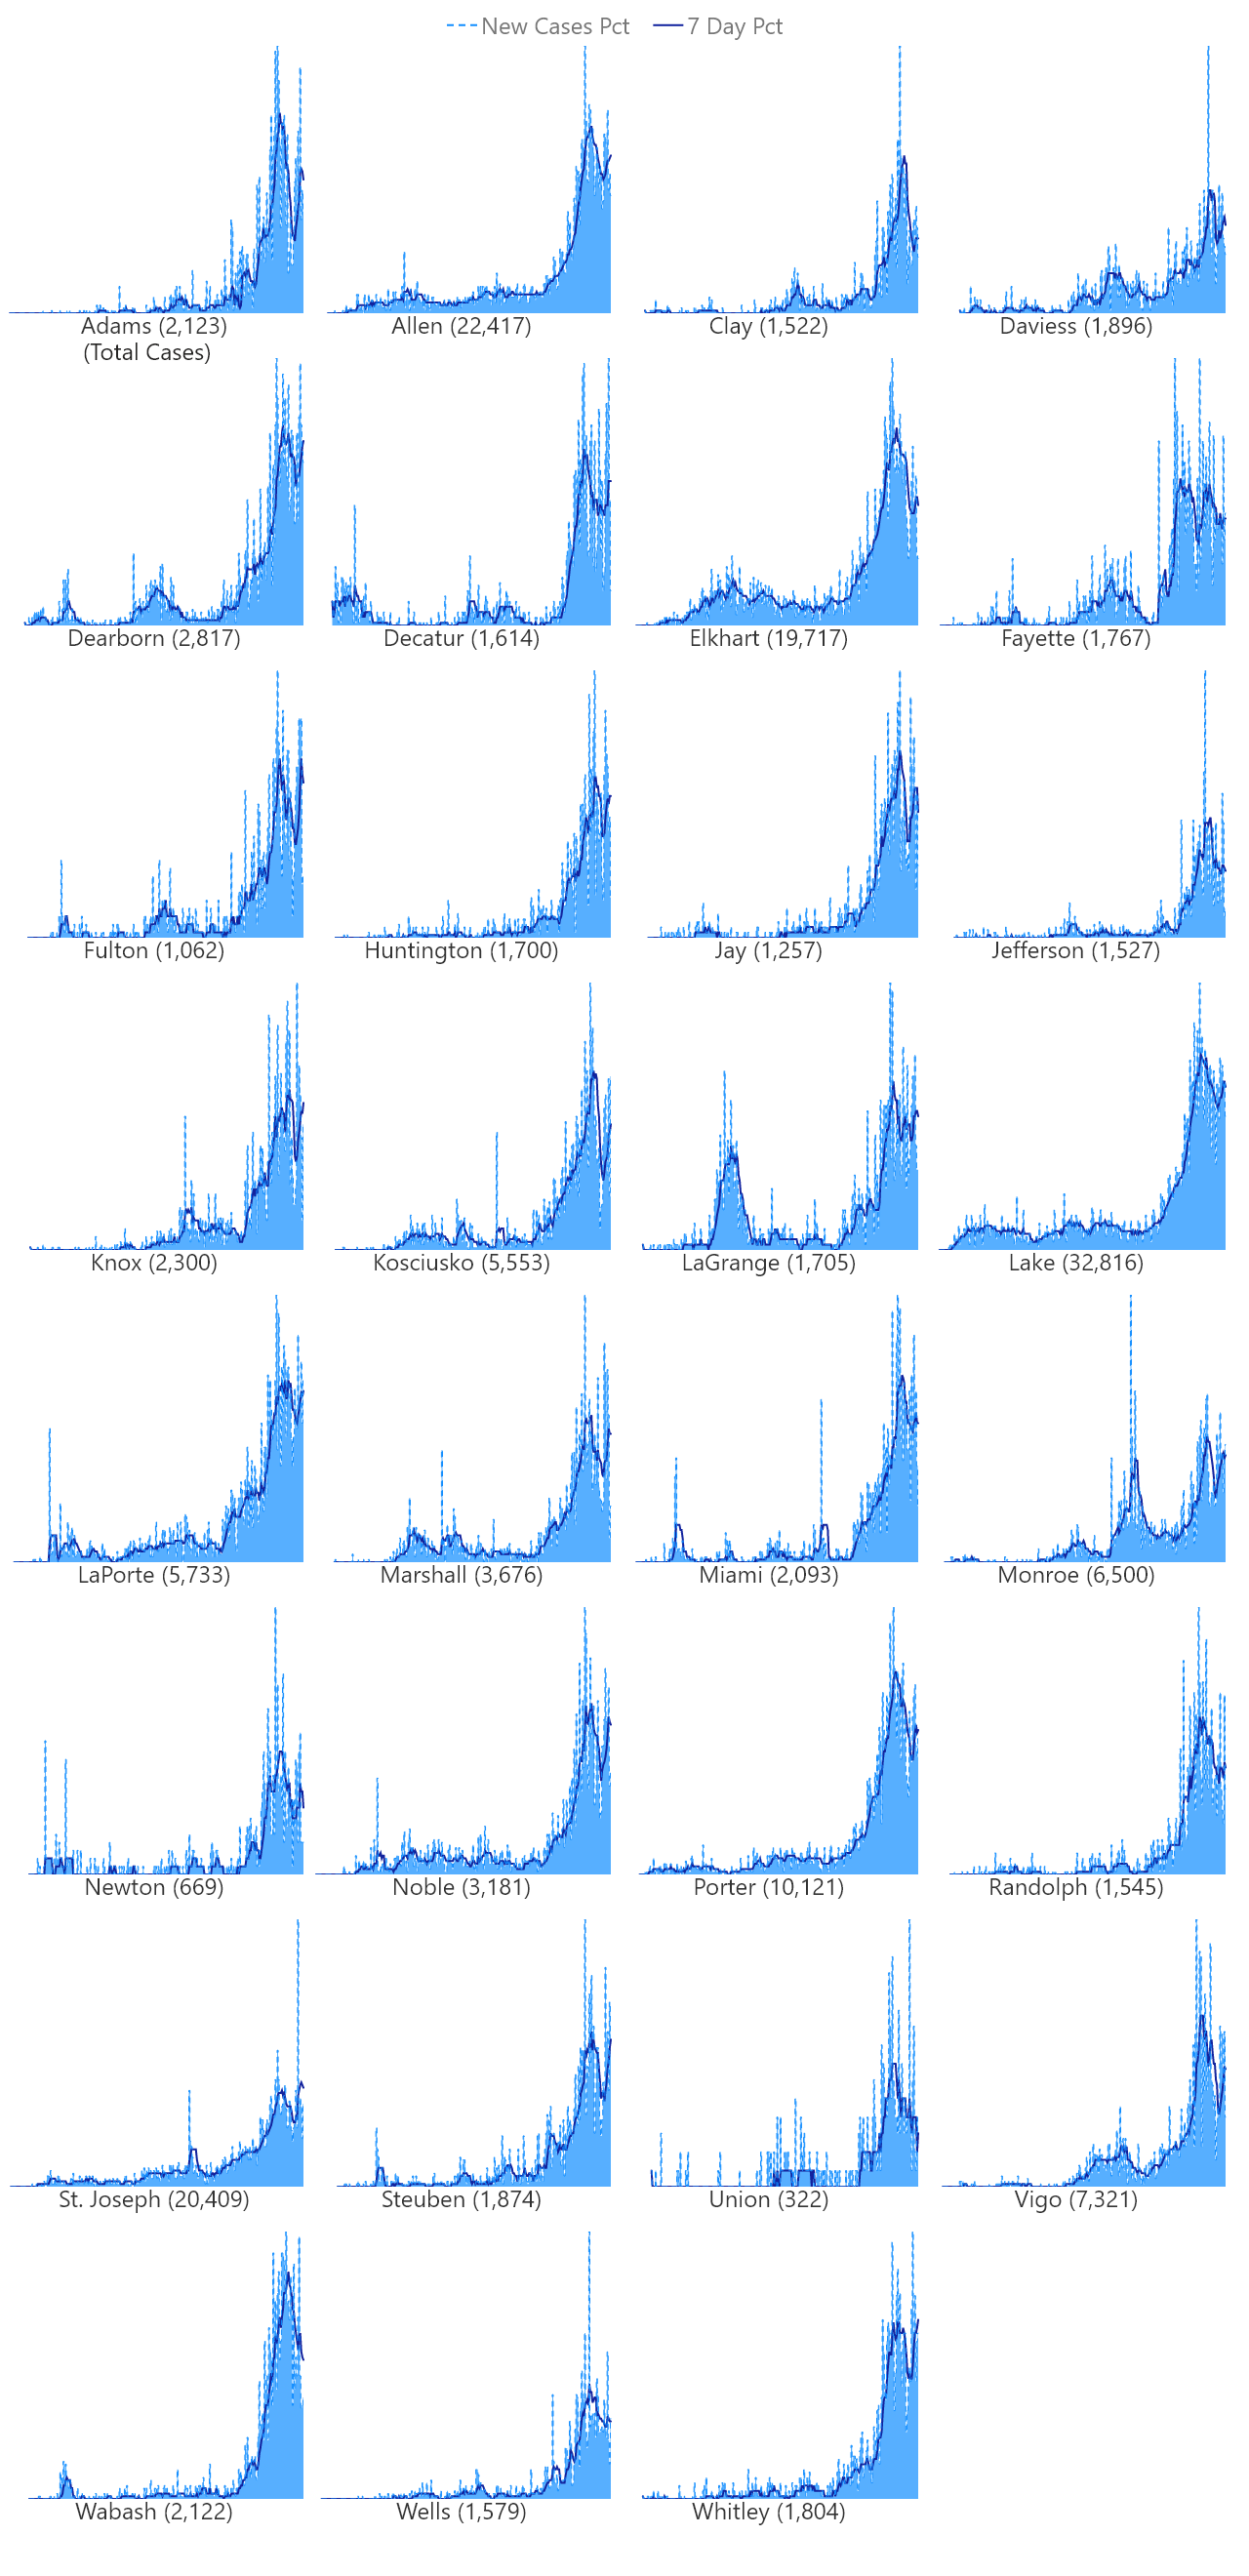 New Cases Pct 7 Day Pct
Adams (2,123) Allen (22,417) Clay (1,522) Daviess (1,896)
(Total Cases)
Dearborn (2,817) Decatur (1,614) Elkhart (19,717) Fayette (1,767)
Fulton (1,062) Huntington (1,700) Jay (1,257) Jefferson (1,527)
Knox (2,300) Kosciusko (5,553) LaGrange (1,705) Lake (32,816)
LaPorte (5,733) Marshall (3,676) Miami (2,093) Monroe (6,500)
Newton (669) Noble (3,181) Porter (10,121) Randolph (1,545)
St. Joseph (20,409) Steuben (1,874) Union (322) Vigo (7,321)
Wabash (2,122) Wells (1,579) Whitley (1,804)